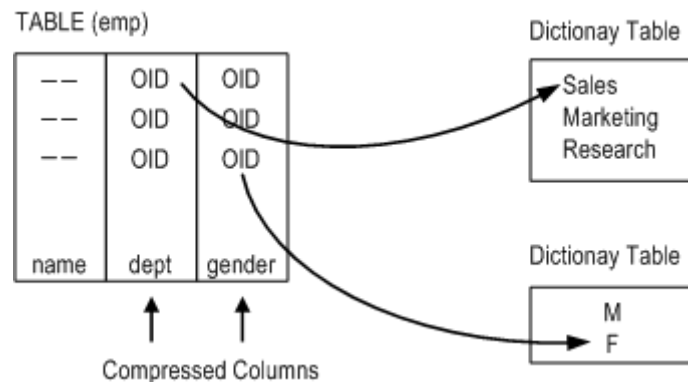 TABLE (emp)
Dictionay Table
-- OID OID
-- OID OID
-- OID OID
name dept gender
Sales
Marketing
Research
Dictionay Table
M
F
Compressed Columns